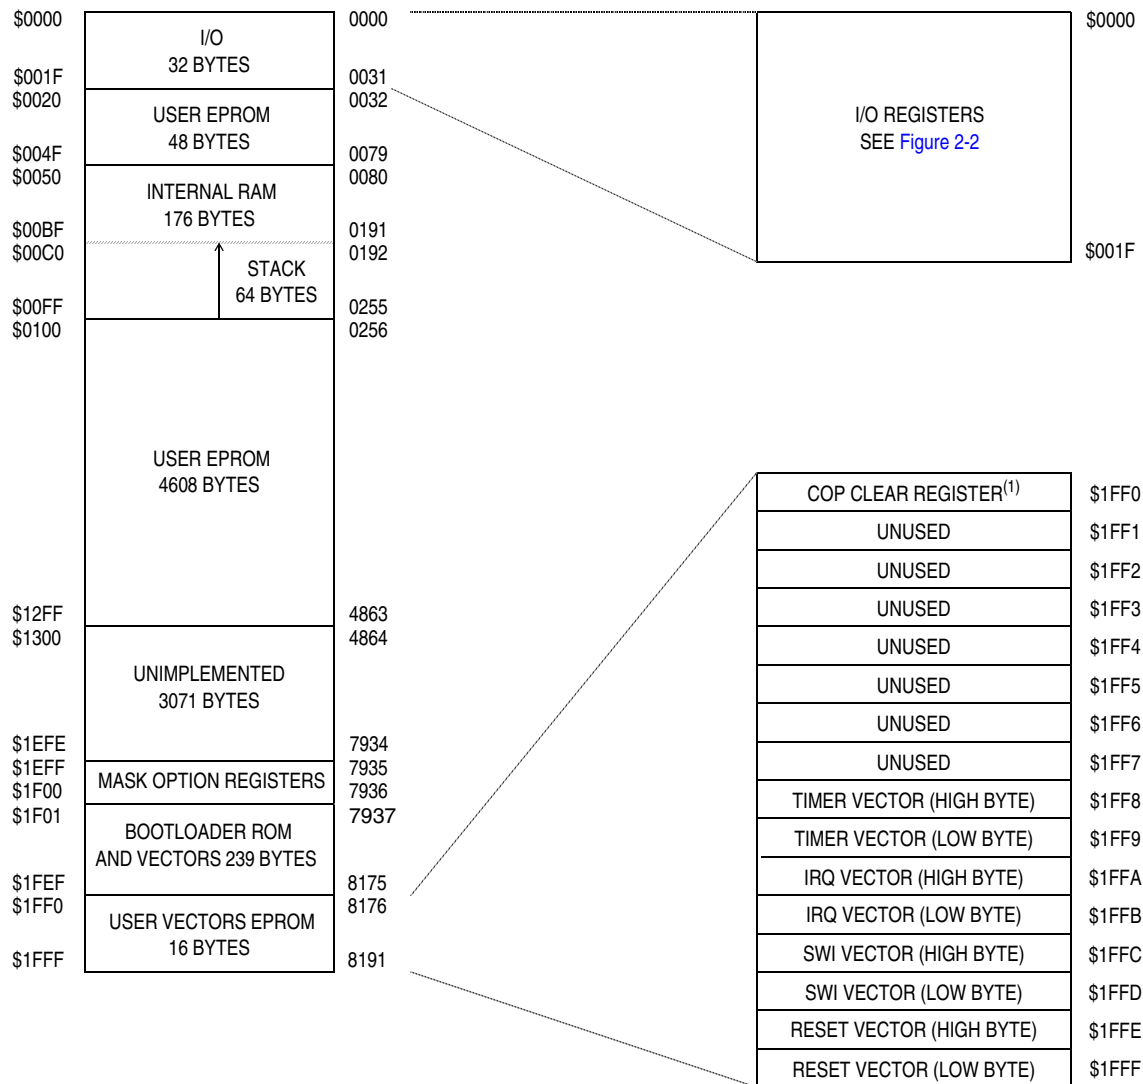 $0000
I/O
32 BYTES
0000
$001F
0031
$0020
0032
USER EPROM
48 BYTES
$004F
0079
$0050
0080
INTERNAL RAM
176 BYTES
$00BF
0191
$00C0
0192
STACK
64 BYTES
$00FF
0255
$0100
0256
USER EPROM
4608 BYTES
$12FF
4863
$1300
4864
UNIMPLEMENTED
3071 BYTES
$1EFE
7934
$1EFF
7935
MASK OPTION REGISTERS
$1F00
7936
$1F01
7937
BOOTLOADER ROM
AND VECTORS 239 BYTES
$1FEF
8175
$1FF0
8176
USER VECTORS EPROM
16 BYTES
$1FFF
8191
$0000
I/O REGISTERS
SEE Figure 2-2
$001F
COP CLEAR REGISTER(1) $1FF0
UNUSED $1FF1
UNUSED $1FF2
UNUSED $1FF3
UNUSED $1FF4
UNUSED $1FF5
UNUSED $1FF6
UNUSED $1FF7
TIMER VECTOR (HIGH BYTE) $1FF8
TIMER VECTOR (LOW BYTE) $1FF9
IRQ VECTOR (HIGH BYTE) $1FFA
IRQ VECTOR (LOW BYTE) $1FFB
SWI VECTOR (HIGH BYTE) $1FFC
SWI VECTOR (LOW BYTE) $1FFD
RESET VECTOR (HIGH BYTE) $1FFE
RESET VECTOR (LOW BYTE) $1FFF